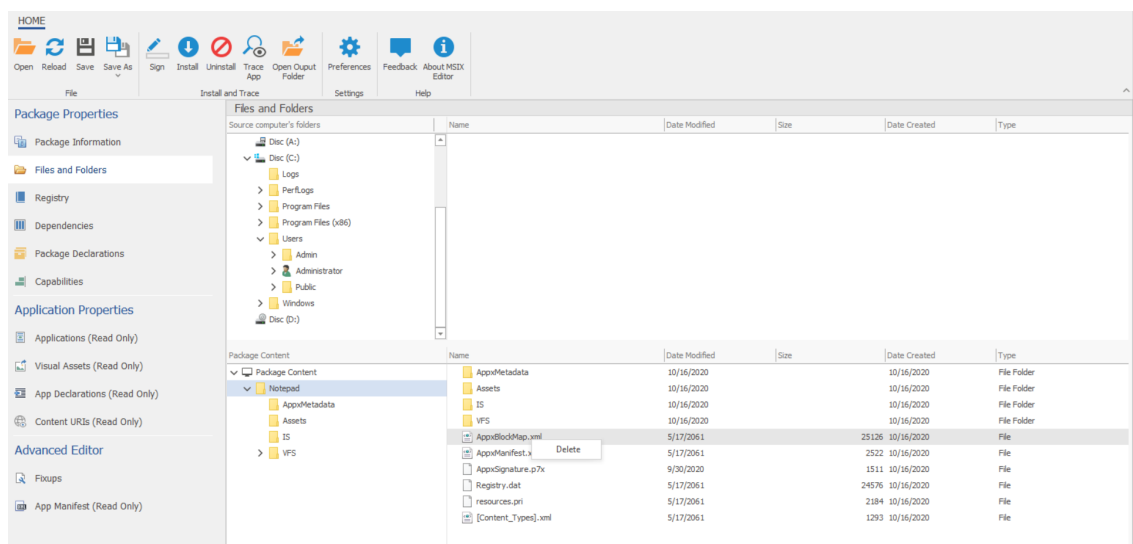 HOME
Open Reload Save Save As Sign Install Uninstall Trace App Open Ouput Folder Preferences Feedback About MSIX Editor
File Install and Trace Settings Help
Package Properties
Package Information
Files and Folders
Registry
Dependencies
Package Declarations
Capabilities
Application Properties
Applications (Read Only)
Visual Assets (Read Only)
App Declarations (Read Only)
Content URIs (Read Only)
Advanced Editor
Fixups
App Manifest (Read Only)
Files and Folders
Source computer's folders
Disc (A:)
Disc (C:)
Logs
PerfLogs
Program Files
Program Files (x86)
Users
Admin
Administrator
Public
Windows
Disc (D:)
Name Date Modified Size Date Created Type
Package Content
Package Content
Notepad
AppxMetadata
Assets
IS
VFS
Name Date Modified Size Date Created Type
AppxMetadata 10/16/2020 10/16/2020 File Folder
Assets 10/16/2020 10/16/2020 File Folder
IS 10/16/2020 10/16/2020 File Folder
VFS 10/16/2020 10/16/2020 File Folder
AppxBlockMap.xml 5/17/2061 25126 10/16/2020 File
AppxManifest.x 5/17/2061 2522 10/16/2020 File
Delete
AppxSignature.p7x 9/30/2020 1511 10/16/2020 File
Registry.dat 5/17/2061 24576 10/16/2020 File
resources.pri 5/17/2061 2184 10/16/2020 File
[Content_Types].xml 5/17/2061 1293 10/16/2020 File